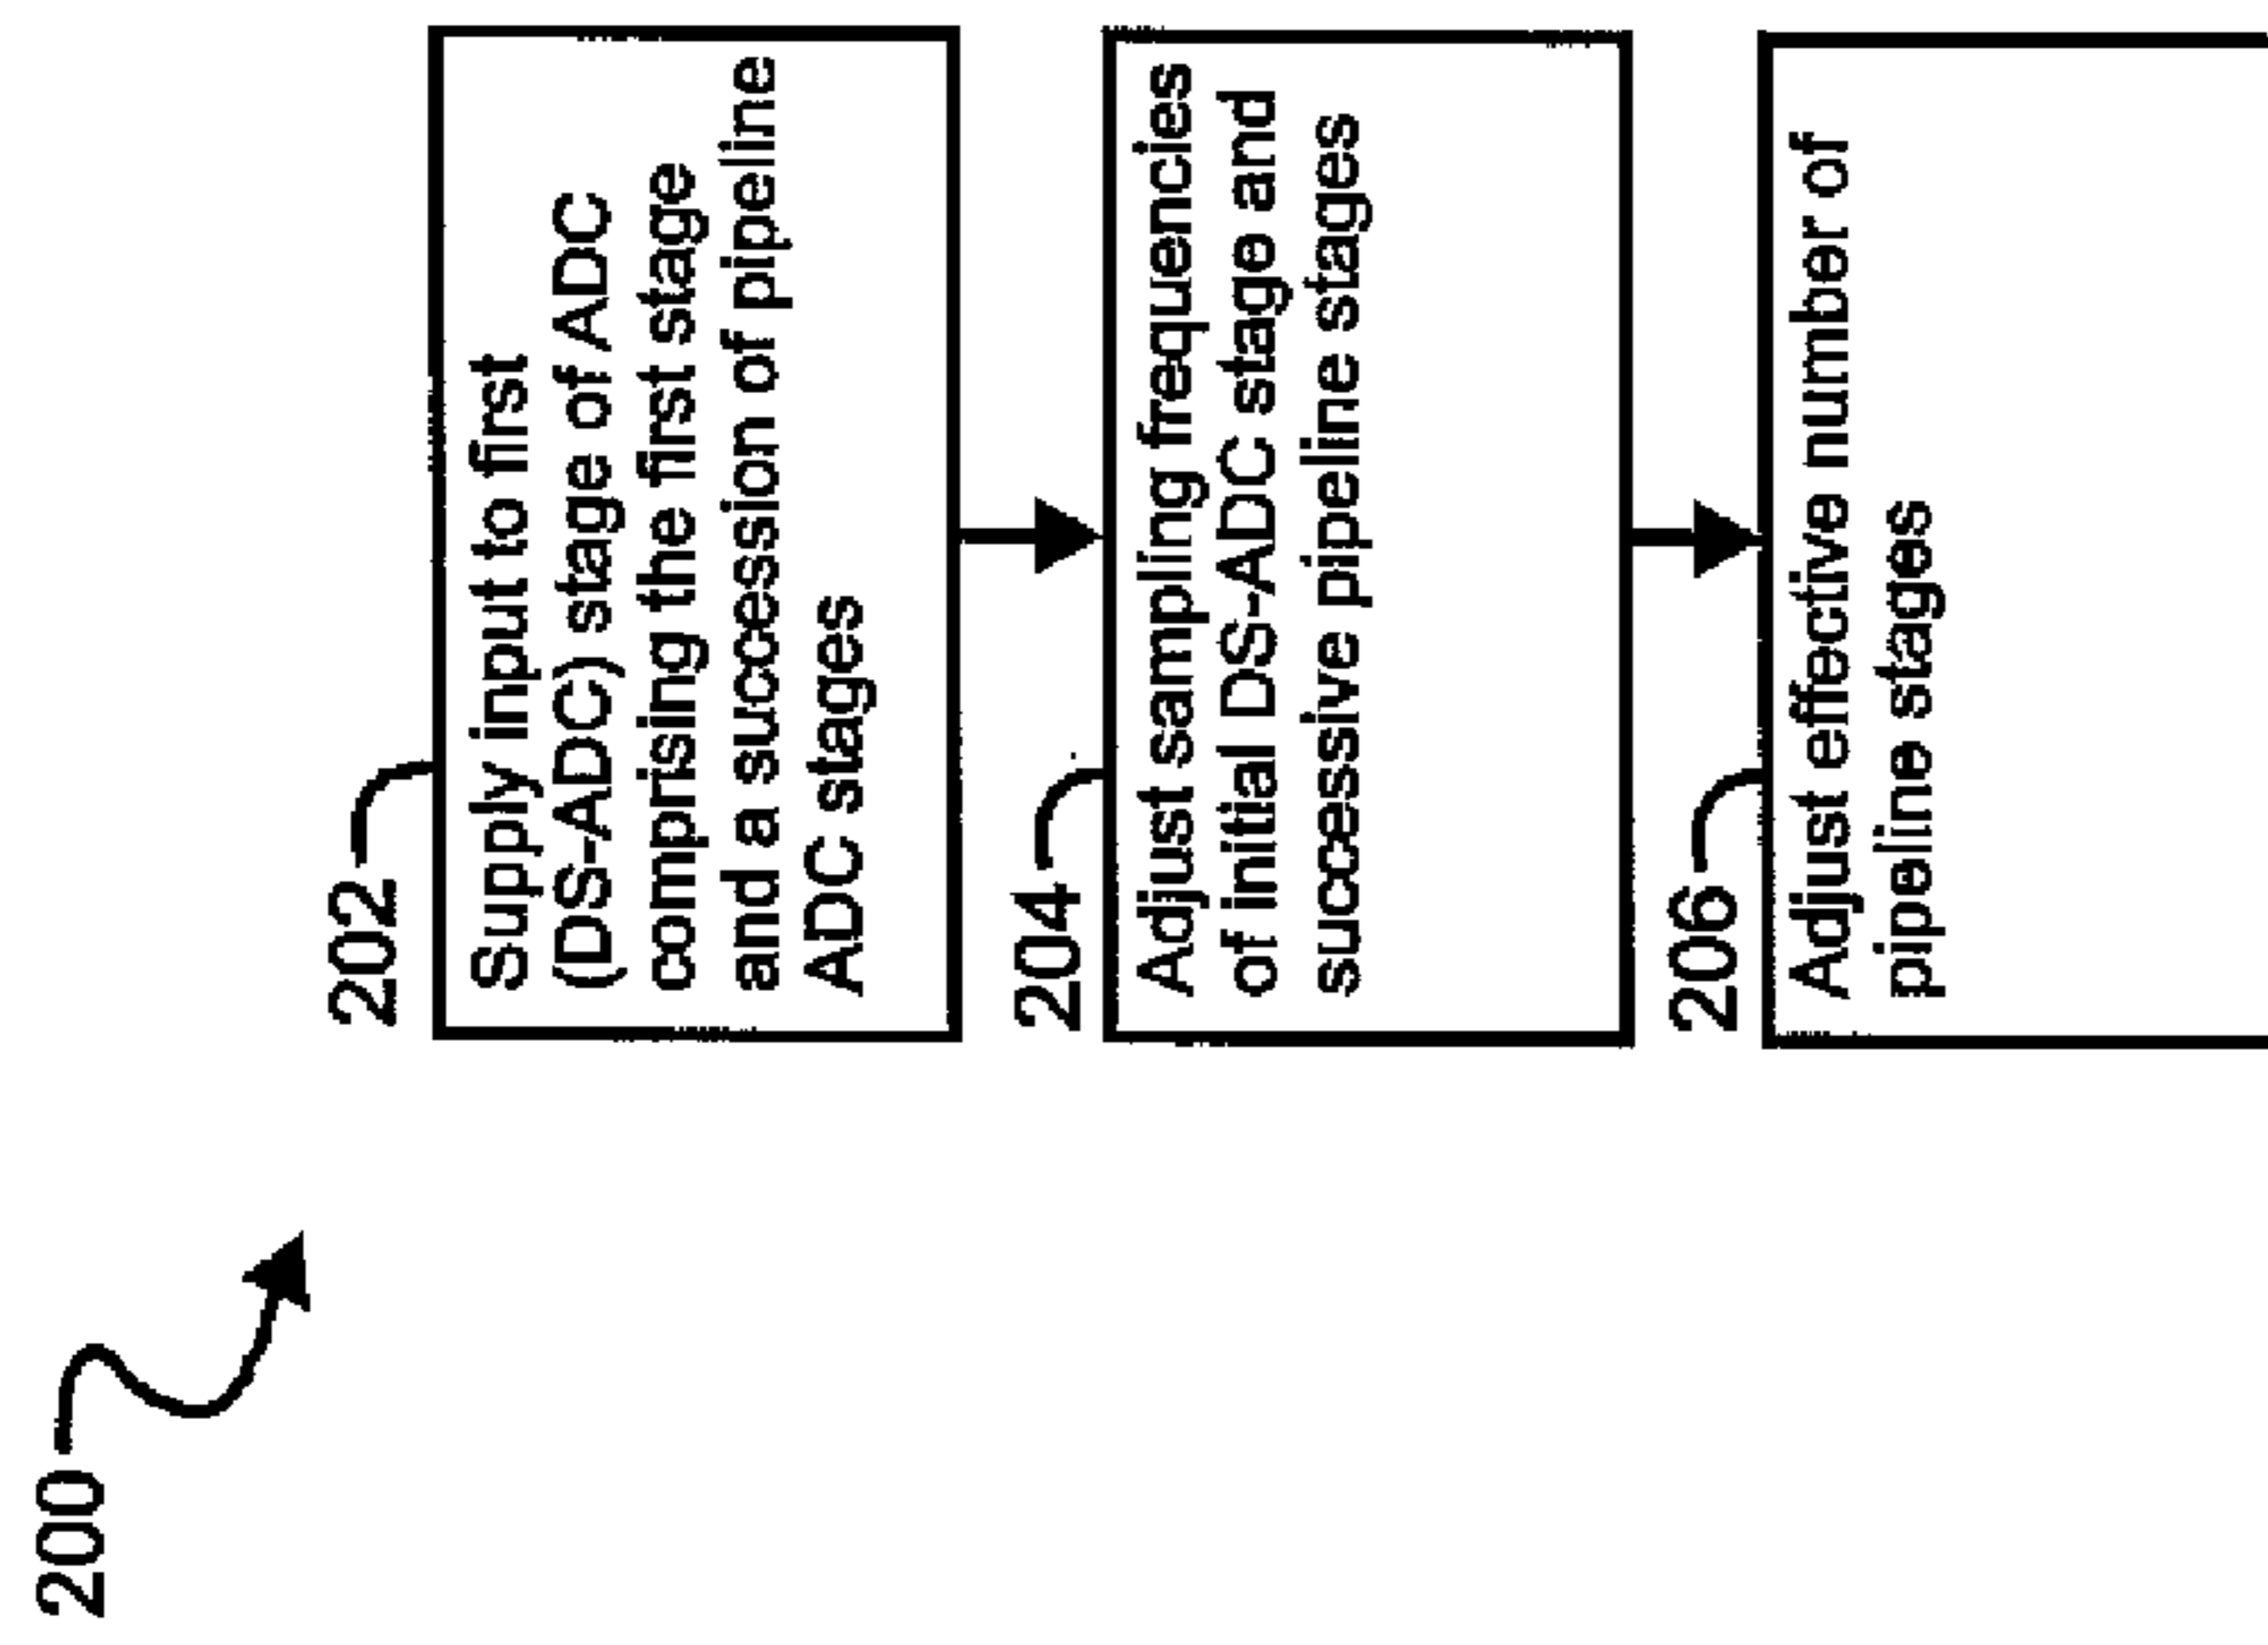 200
202
Supply input to first
(DS-ADC) stage of ADC
comprising the first stage
and a succession of pipeline
ADC stages
204
Adjust sampling frequencies
of initial DS-ADC stage and
successive pipeline stages
206
Adjust effective number of
pipeline stages